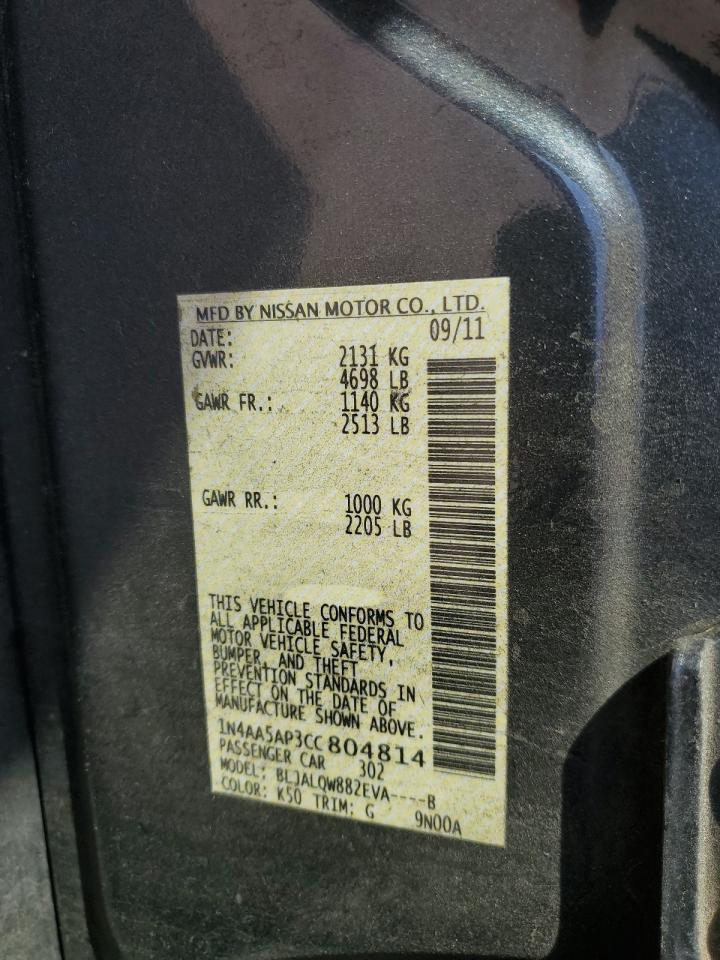 MFD BY NISSAN MOTOR CO., LTD.
DATE: 09/11
GVWR: 2131 KG
4698 LB
GAWR FR.: 1140 KG
2513 LB
GAWR RR.: 1000 KG
2205 LB
THIS VEHICLE CONFORMS TO
ALL APPLICABLE FEDERAL
MOTOR VEHICLE SAFETY,
BUMPER, AND THEFT
PREVENTION STANDARDS IN
EFFECT ON THE DATE OF
MANUFACTURE SHOWN ABOVE.
1N4AA5AP3CC804814
PASSENGER CAR 302
MODEL: BLJALQW882EVA----B
COLOR: K50 TRIM: G 9N00A